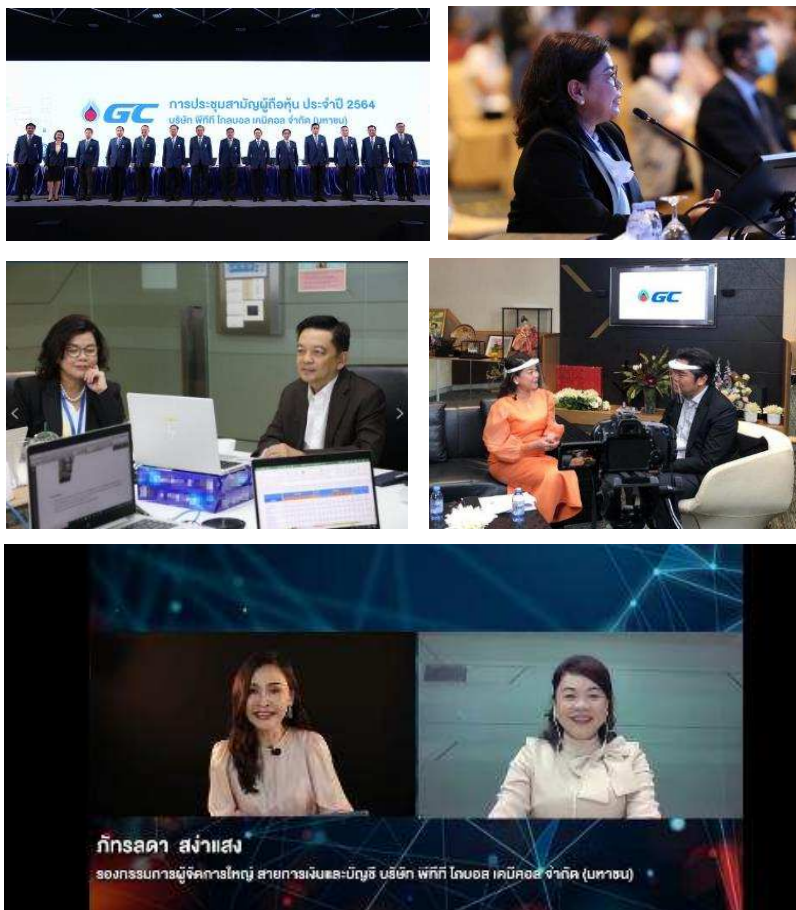 GC
การประชุมสามัญผู้ถือหุ้น ประจำปี 2564
บริษัท พีทีที โกลบอล เคมิคอล จำกัด (มหาชน)
GC
ภัทรลดา สง่าแสง
รองกรรมการผู้จัดการใหญ่ สายการเงินและบัญชี บริษัท พีทีที โกลบอล เคมิคอล จำกัด (มหาชน)